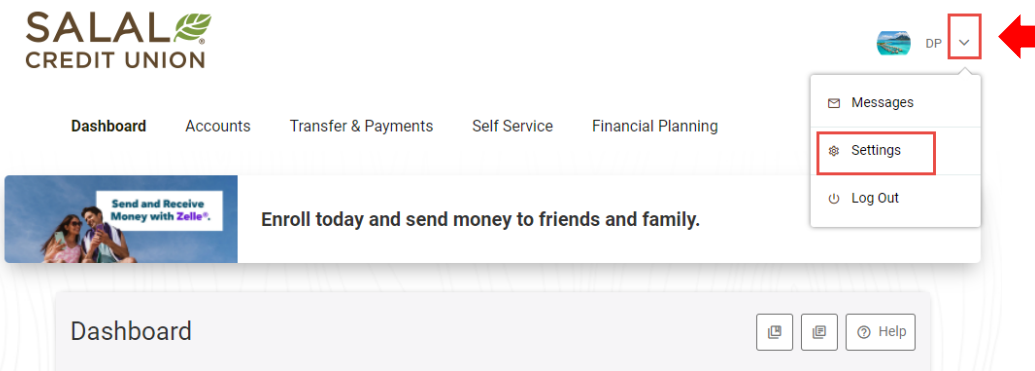 SALAL
CREDIT UNION
DP
Messages
Settings
Log Out
Dashboard Accounts Transfer & Payments Self Service Financial Planning
Send and Receive
Money with Zelle®.
Enroll today and send money to friends and family.
Dashboard
Help